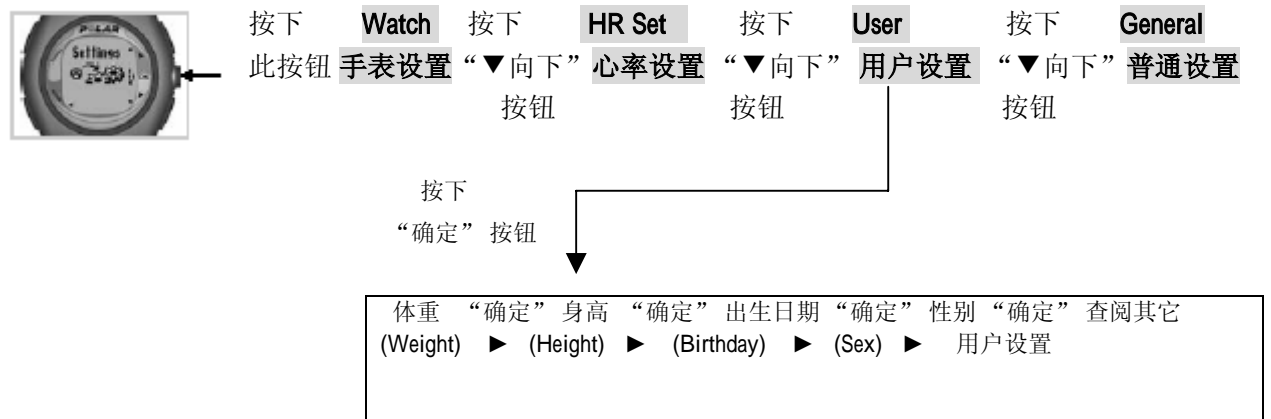 POLAR
Settings
按下 Watch 按下 HR Set 按下 User 按下 General
此按钮 手表设置 “▼向下” 心率设置 “▼向下” 用户设置 “▼向下” 普通设置
按钮 按钮 按钮
按下
“确定” 按钮
体重 “确定” 身高 “确定” 出生日期 “确定” 性别 “确定” 查阅其它
(Weight) ► (Height) ► (Birthday) ► (Sex) ► 用户设置